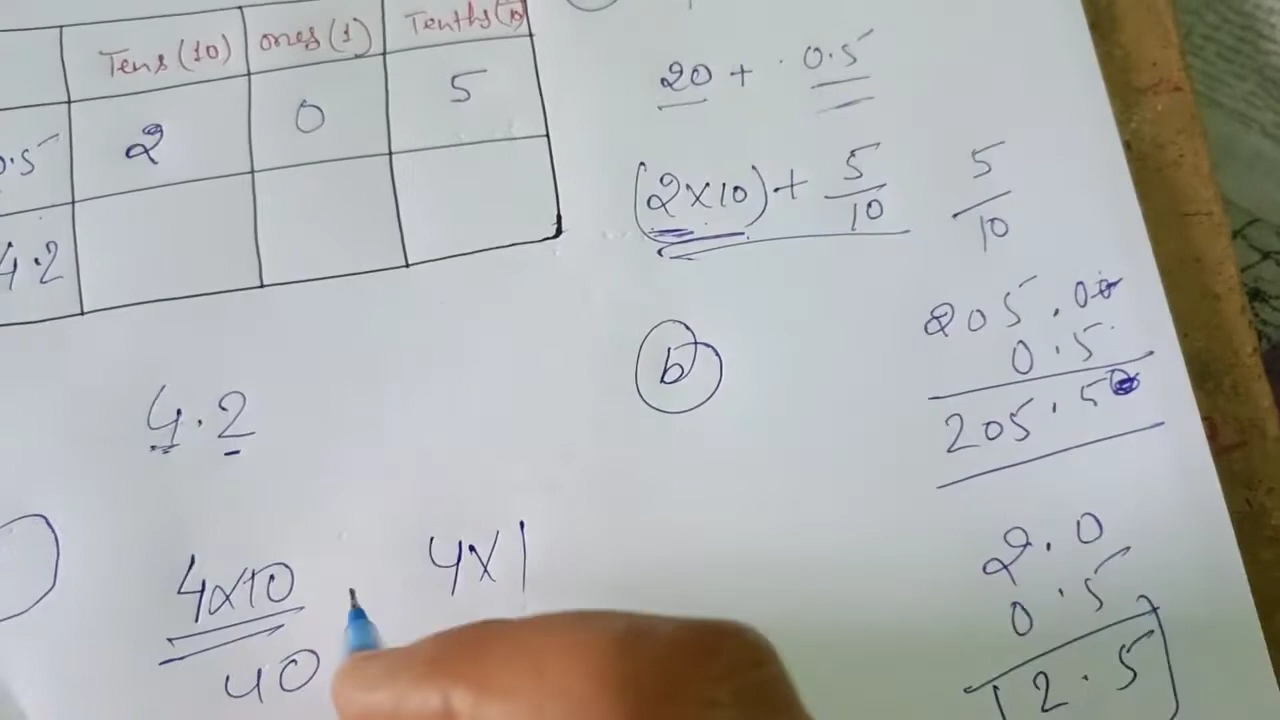 Tens (10) ones (1) Tenths
0.5 2 0 5
4.2
20 + 0.5
(2×10) + 5/10
5/10
b
205.00
0.5
205.5
4.2
4×10
40
4×1
2.0
0.5
2.5